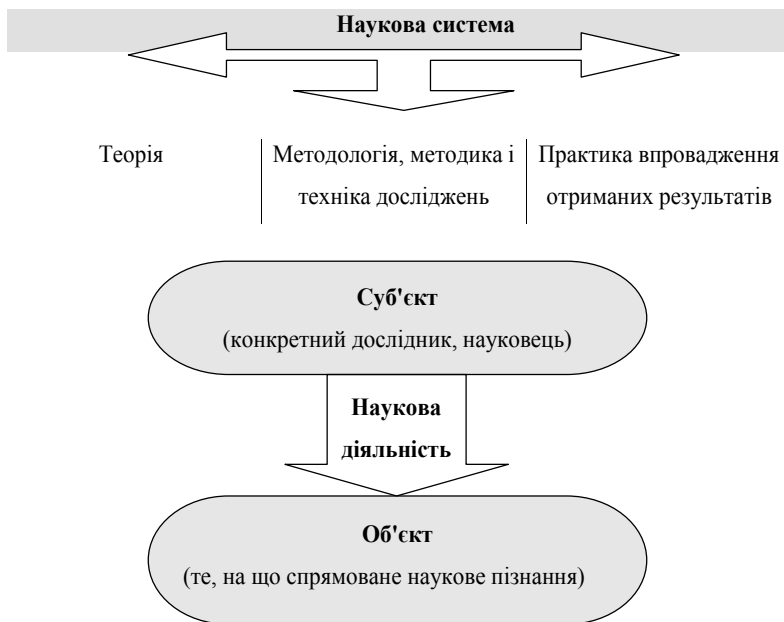 Наукова система
Теорія
Методологія, методика і
техніка досліджень
Практика впровадження
отриманих результатів
Суб'єкт
(конкретний дослідник, науковець)
Наукова
діяльність
Об'єкт
(те, на що спрямоване наукове пізнання)